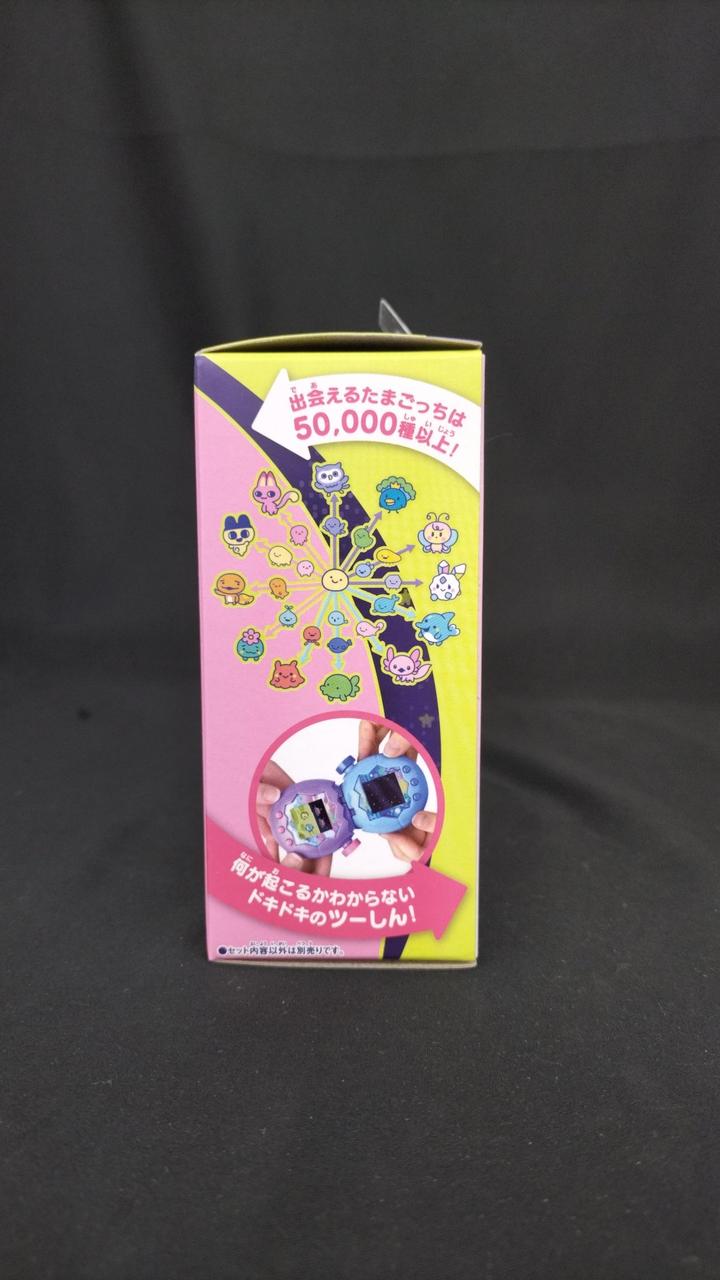 出会えるたまごっちは
50,000種以上!
何が起こるかわからない
ドキドキのツーしん!
●セット内容以外は別売りです。